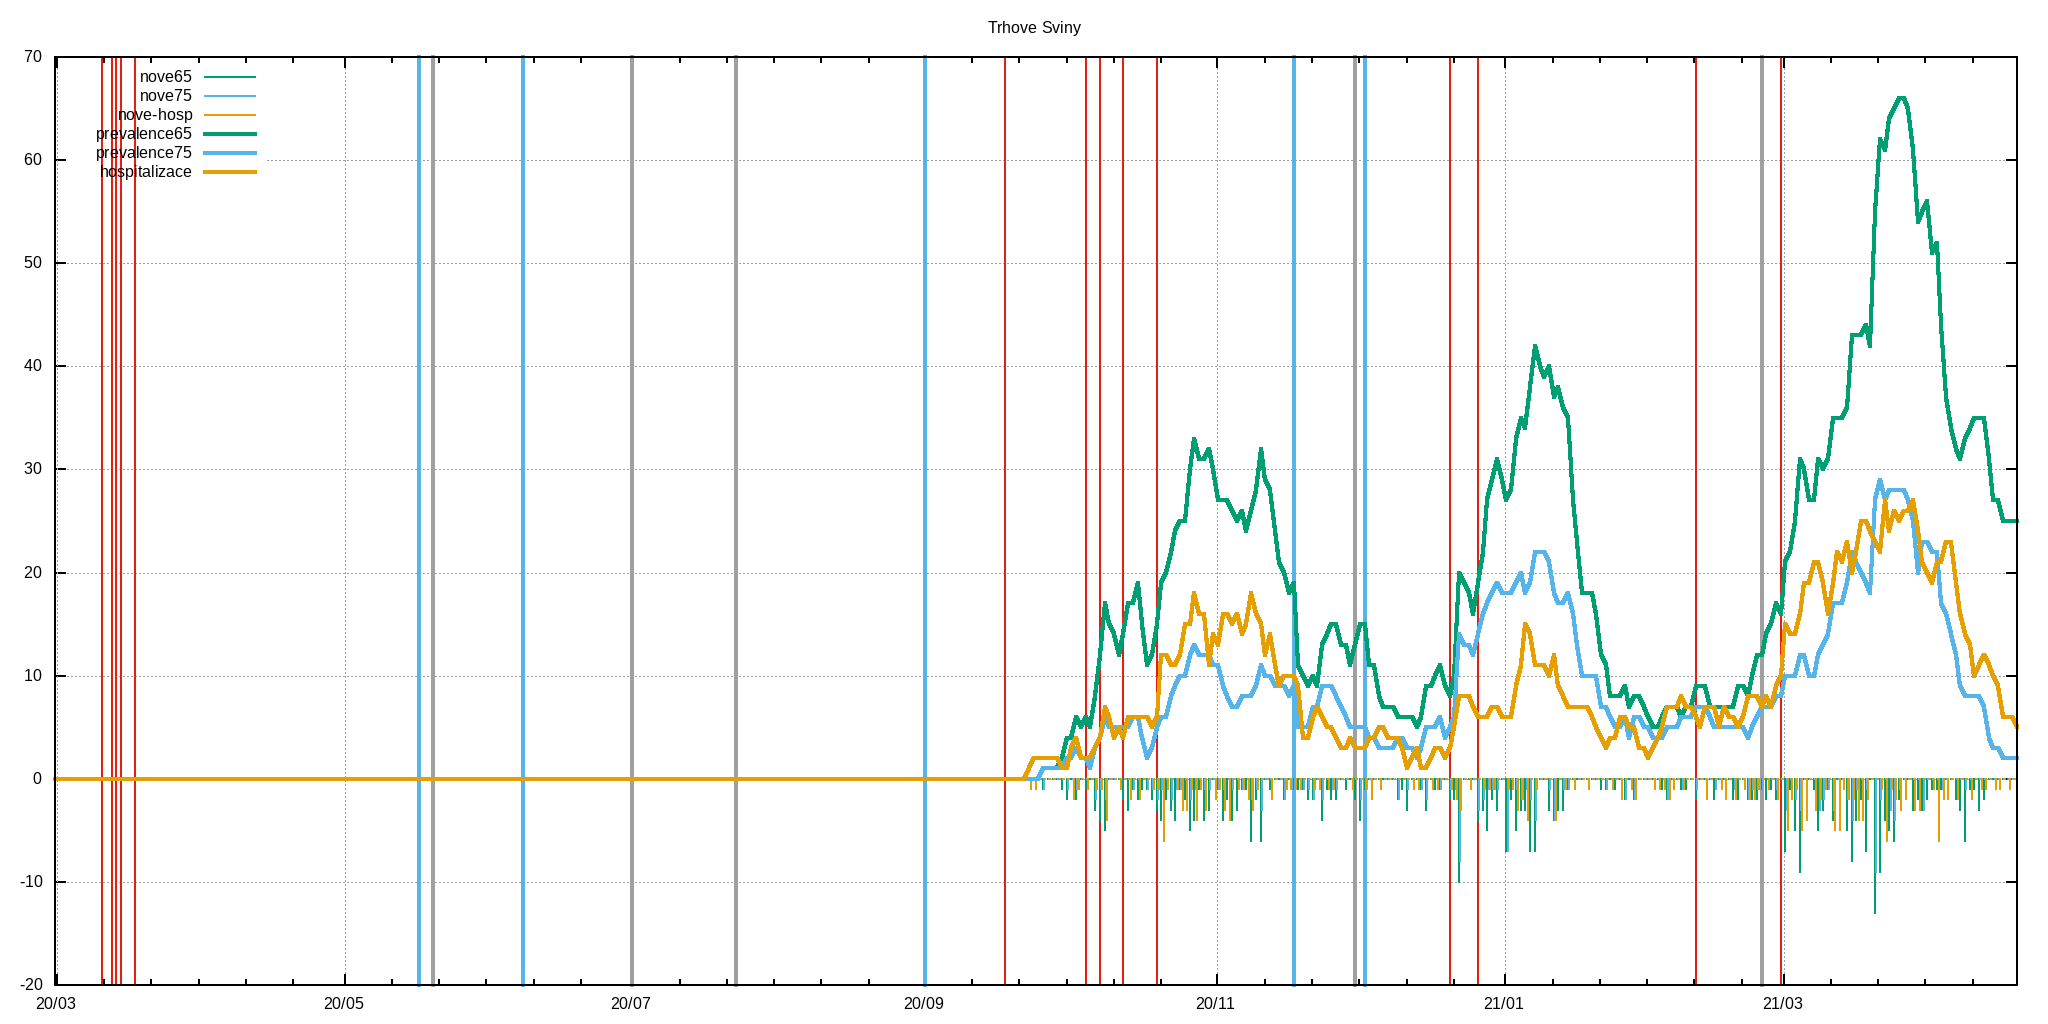 Trhove Sviny
70
60
50
40
30
20
10
0
-10
-20
nove65
nove75
nove-hosp
prevalence65
prevalence75
hospitalizace
20/03 20/05 20/07 20/09 20/11 21/01 21/03